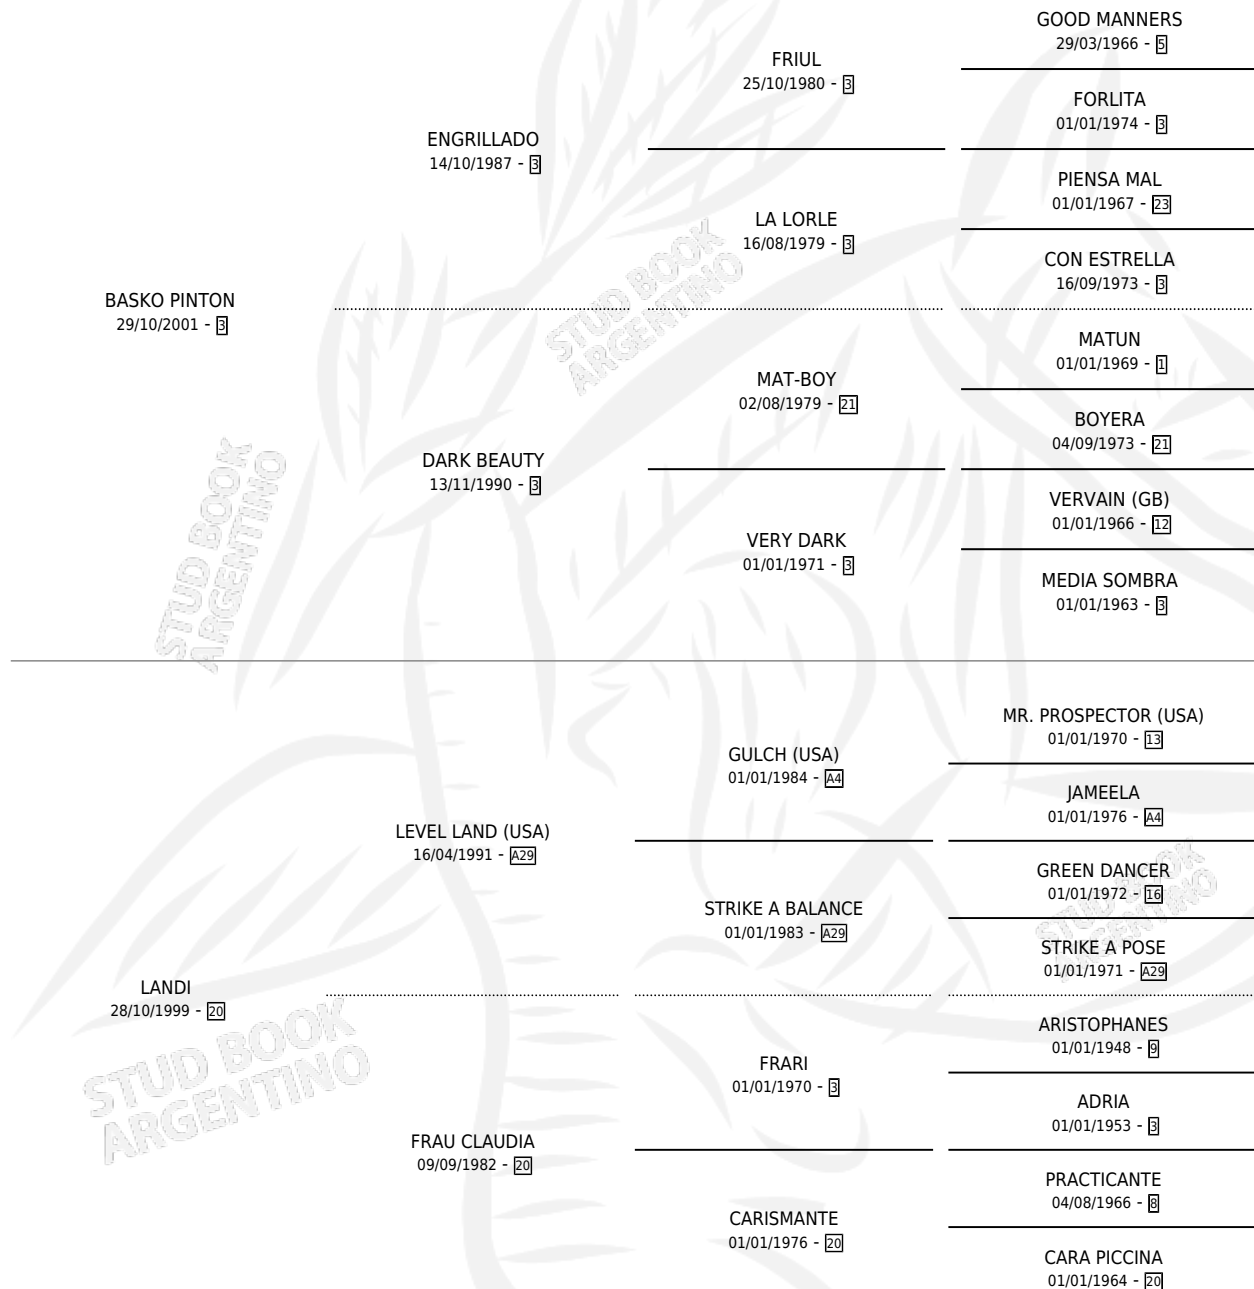 GOOD MANNERS
29/03/1966 - 5
FRIUL
25/10/1980 - 3
FORLITA
01/01/1974 - 3
ENGRILLADO
14/10/1987 - 3
PIENSA MAL
01/01/1967 - 23
LA LORLE
16/08/1979 - 3
CON ESTRELLA
16/09/1973 - 3
BASKO PINTON
29/10/2001 - 3
STUD BOOK
ARGENTINO
MATUN
01/01/1969 - 1
MAT-BOY
02/08/1979 - 21
BOYERA
04/09/1973 - 21
DARK BEAUTY
13/11/1990 - 3
VERVAIN (GB)
01/01/1966 - 12
VERY DARK
01/01/1971 - 3
MEDIA SOMBRA
01/01/1963 - 3
STUD BOOK
ARGENTINO
MR. PROSPECTOR (USA)
01/01/1970 - 13
GULCH (USA)
01/01/1984 - A4
JAMEELA
01/01/1976 - A4
LEVEL LAND (USA)
16/04/1991 - A29
GREEN DANCER
01/01/1972 - 16
STRIKE A BALANCE
01/01/1983 - A29
STRIKE A POSE
01/01/1971 - A29
STUD BOOK
ARGENTINO
LANDI
28/10/1999 - 20
STUD BOOK
ARGENTINO
ARISTOPHANES
01/01/1948 - 9
FRARI
01/01/1970 - 3
ADRIA
01/01/1953 - 3
FRAU CLAUDIA
09/09/1982 - 20
PRACTICANTE
04/08/1966 - 8
CARISMANTE
01/01/1976 - 20
CARA PICCINA
01/01/1964 - 20